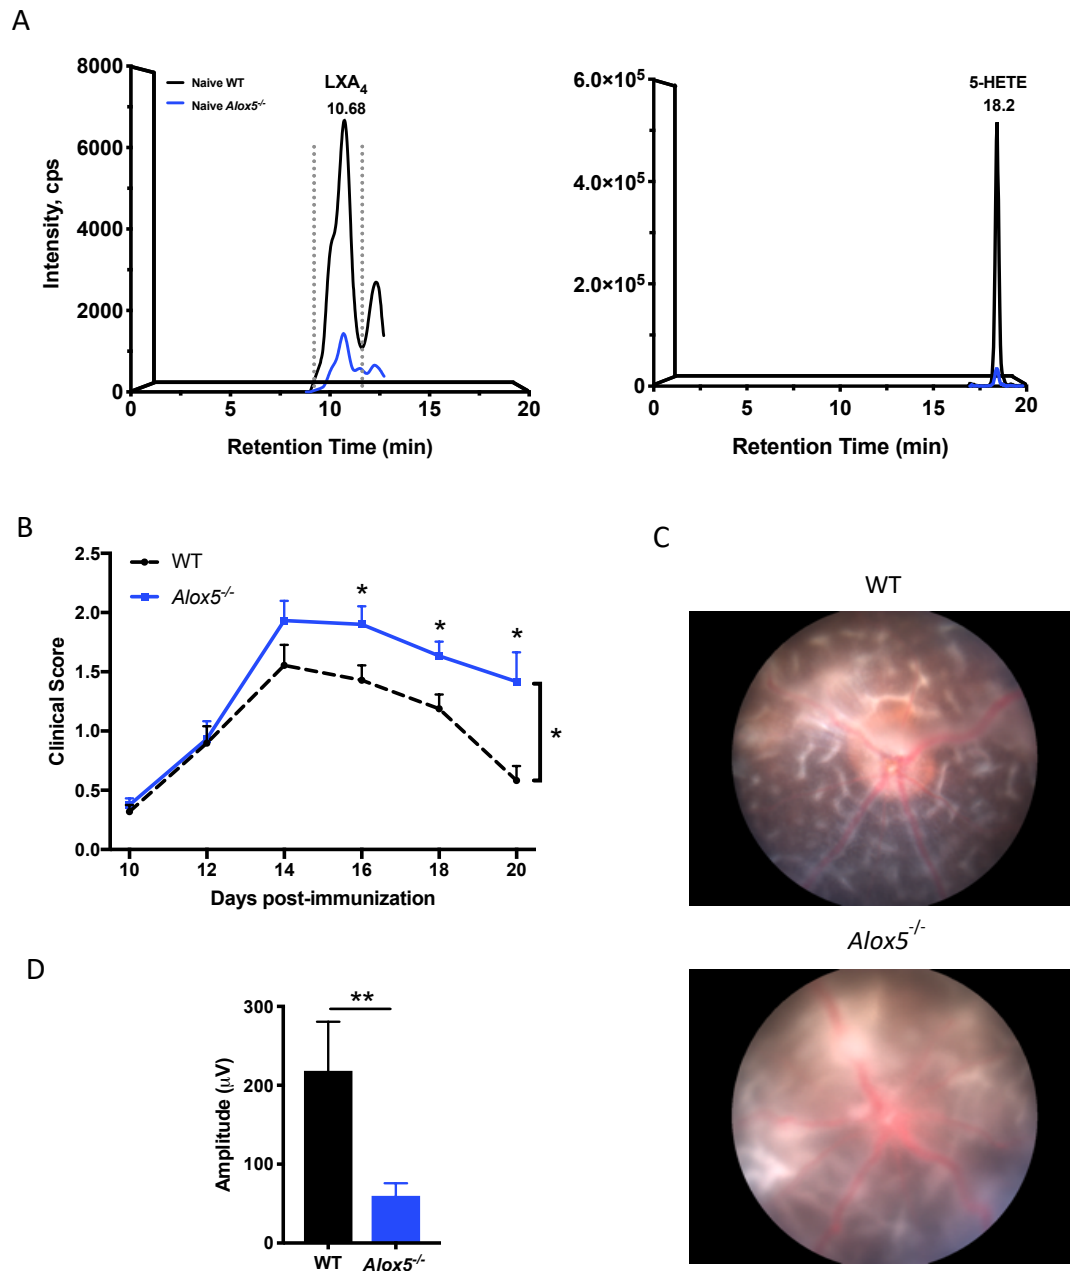 A
8000
6000
4000
2000
0
Intensity, cps
Naive WT
Naive Alox5-/-
LXA4
10.68
0 5 10 15 20
Retention Time (min)
6.0×10^5
4.0×10^5
2.0×10^5
0
5-HETE
18.2
0 5 10 15 20
Retention Time (min)
B
2.5
2.0
1.5
1.0
0.5
0.0
Clinical Score
WT
Alox5-/-
* * *
*
10 12 14 16 18 20
Days post-immunization
C
WT
Alox5-/-
D
300
200
100
0
Amplitude (μV)
**
WT Alox5-/-